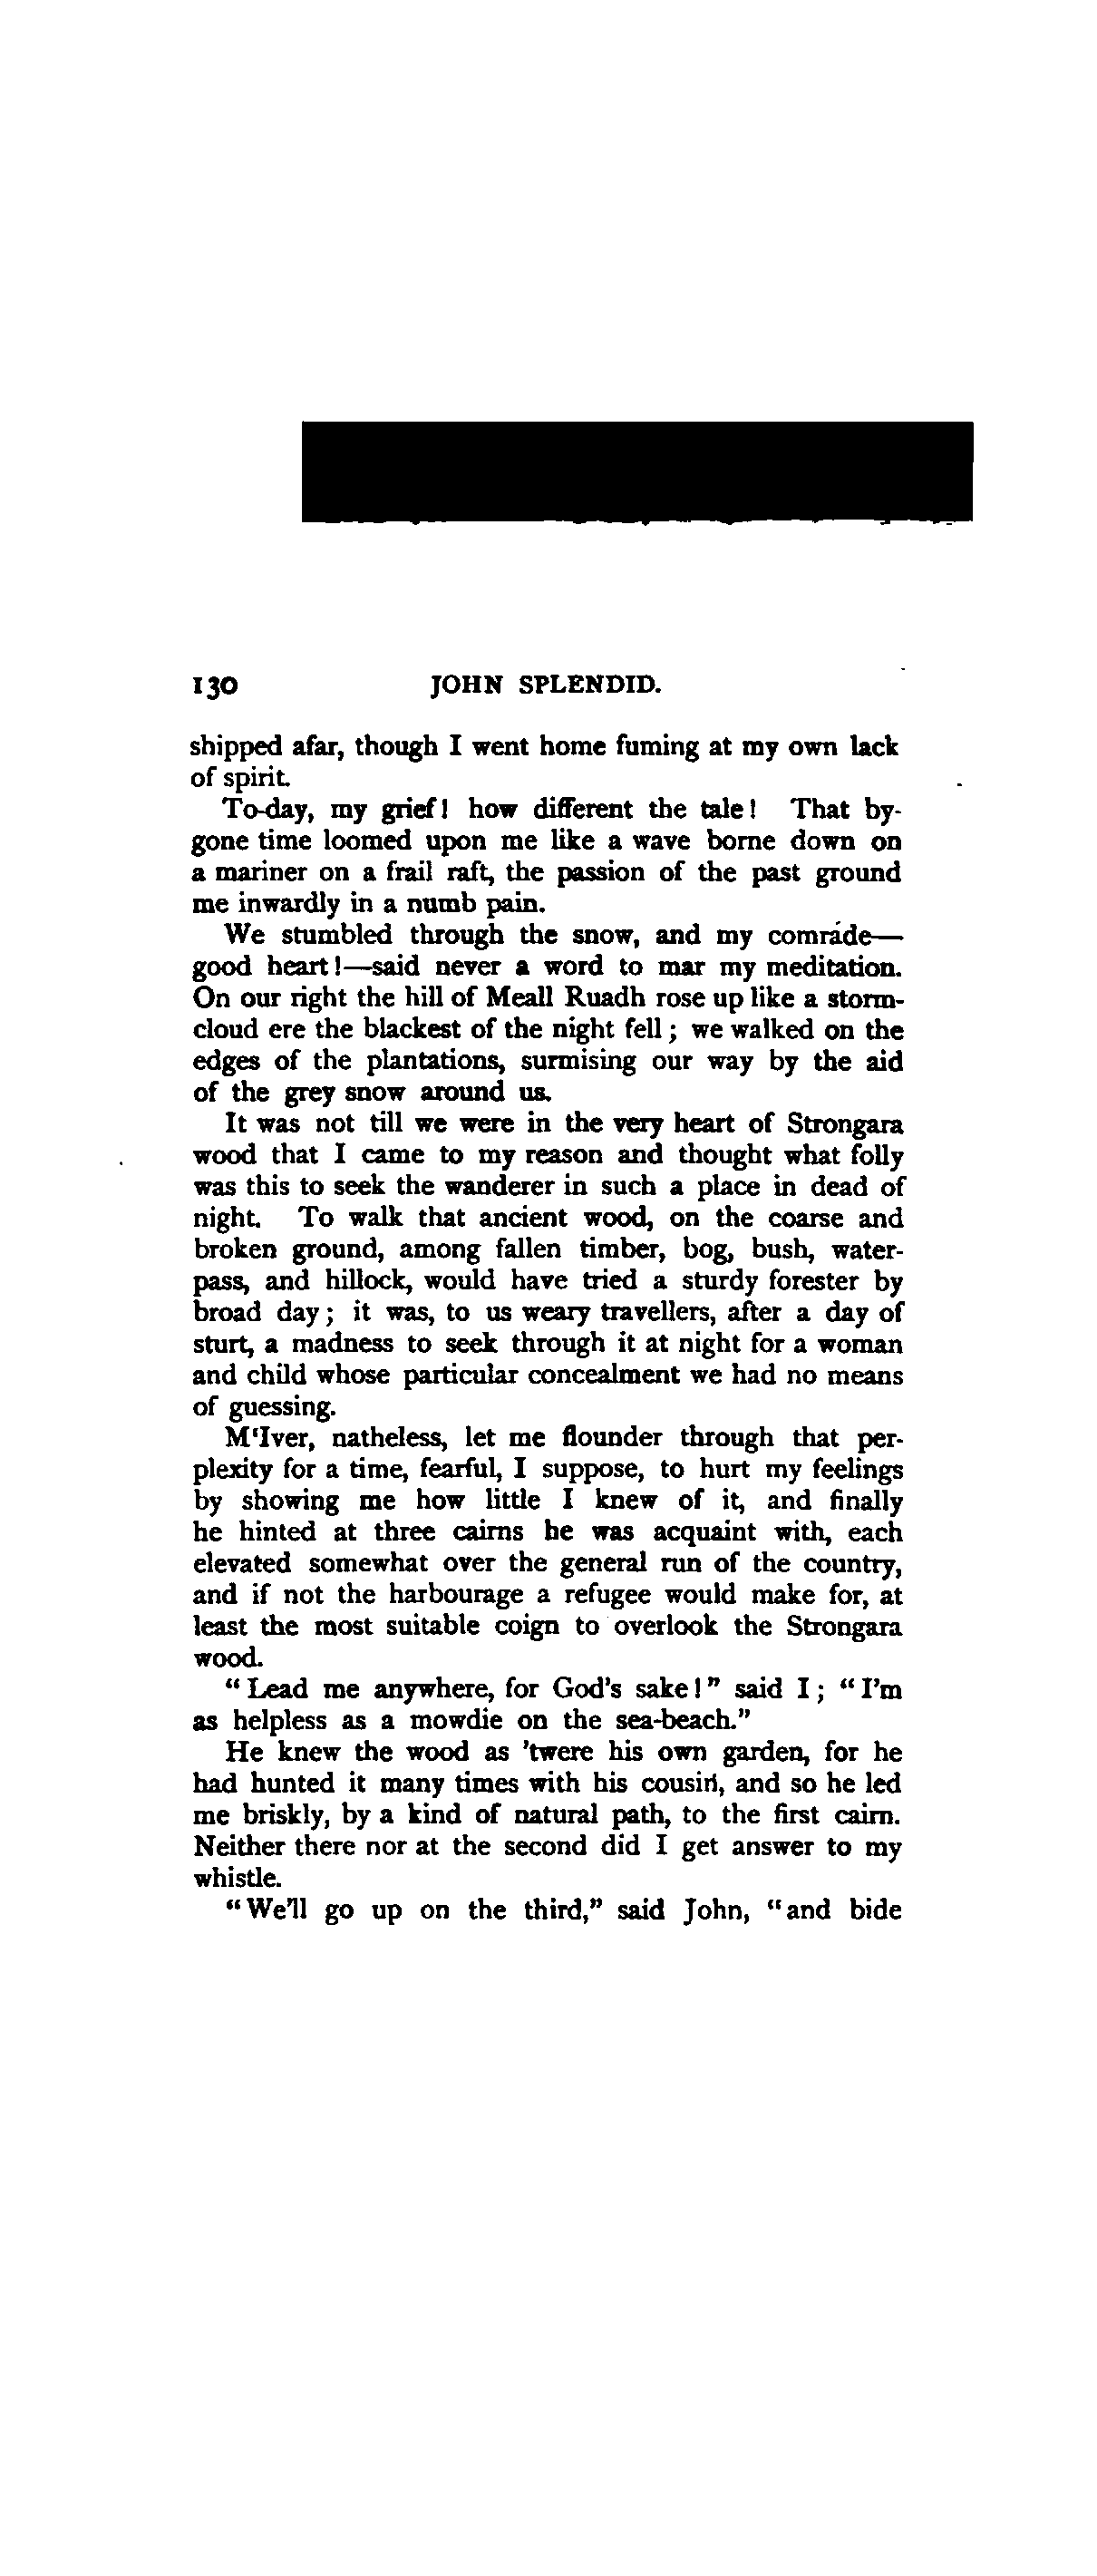 130 JOHN SPLENDID.
shipped afar, though I went home fuming at my own lack
of spirit.
To-day, my grief! how different the tale! That by-
gone time loomed upon me like a wave borne down on
a mariner on a frail raft, the passion of the past ground
me inwardly in a numb pain.
We stumbled through the snow, and my comrade—
good heart!—said never a word to mar my meditation.
On our right the hill of Meall Ruadh rose up like a storm-
cloud ere the blackest of the night fell; we walked on the
edges of the plantations, surmising our way by the aid
of the grey snow around us.
It was not till we were in the very heart of Strongara
wood that I came to my reason and thought what folly
was this to seek the wanderer in such a place in dead of
night. To walk that ancient wood, on the coarse and
broken ground, among fallen timber, bog, bush, water-
pass, and hillock, would have tried a sturdy forester by
broad day; it was, to us weary travellers, after a day of
sturt, a madness to seek through it at night for a woman
and child whose particular concealment we had no means
of guessing.
M'Iver, natheless, let me flounder through that per-
plexity for a time, fearful, I suppose, to hurt my feelings
by showing me how little I knew of it, and finally
he hinted at three cairns he was acquaint with, each
elevated somewhat over the general run of the country,
and if not the harbourage a refugee would make for, at
least the most suitable coign to overlook the Strongara
wood.
"Lead me anywhere, for God's sake!" said I; "I'm
as helpless as a mowdie on the sea-beach."
He knew the wood as 'twere his own garden, for he
had hunted it many times with his cousin, and so he led
me briskly, by a kind of natural path, to the first cairn.
Neither there nor at the second did I get answer to my
whistle.
"We'll go up on the third," said John, "and bide